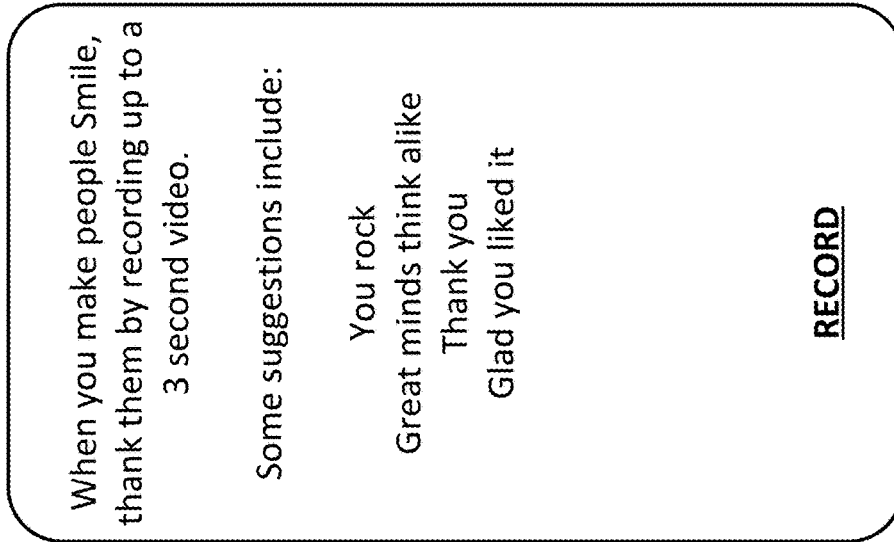 When you make people Smile,
thank them by recording up to a
3 second video.
Some suggestions include:
You rock
Great minds think alike
Thank you
Glad you liked it
RECORD